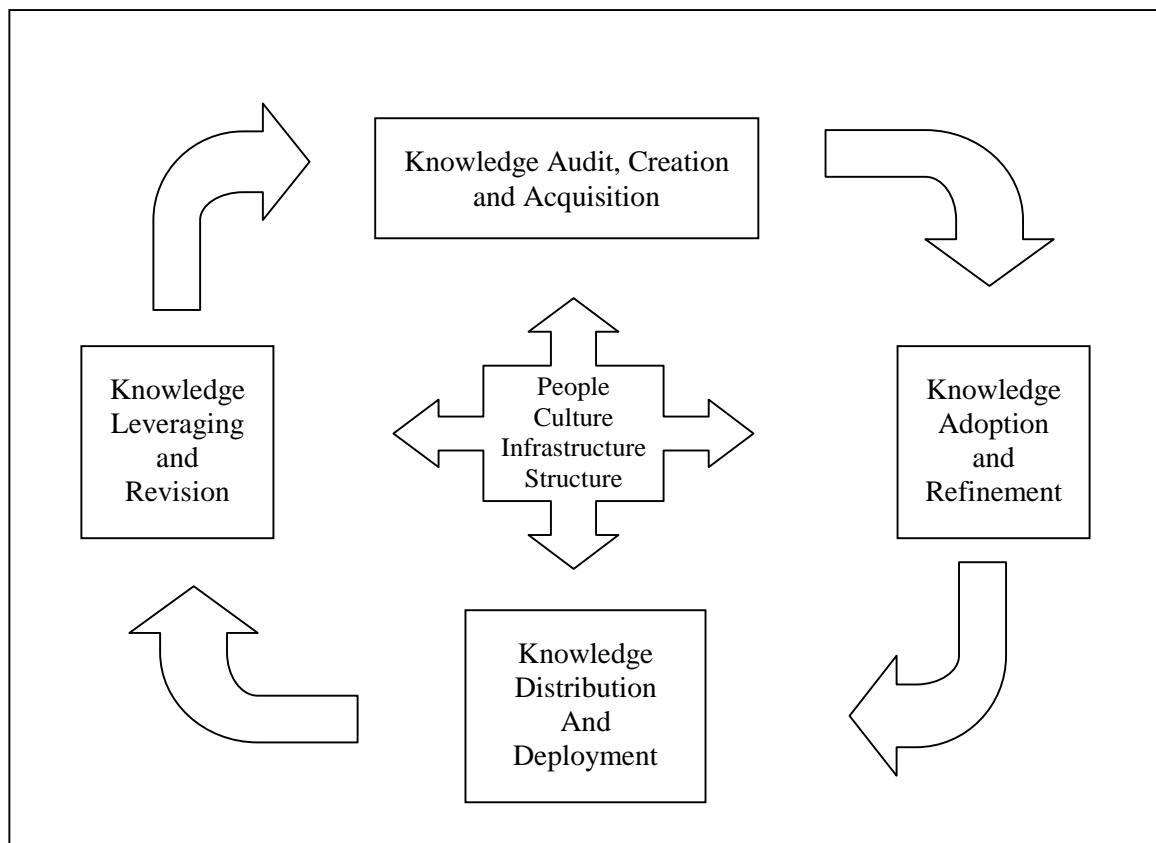 Knowledge Audit, Creation
and Acquisition
Knowledge
Leveraging
and
Revision
People
Culture
Infrastructure
Structure
Knowledge
Adoption
and
Refinement
Knowledge
Distribution
And
Deployment